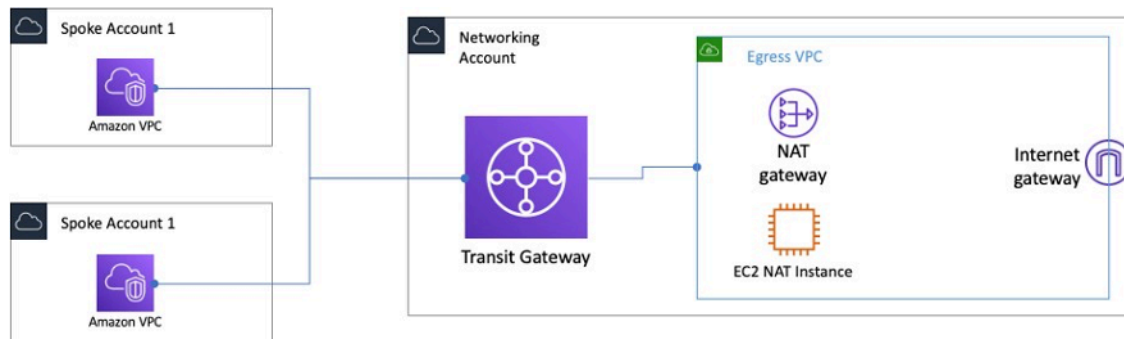 Spoke Account 1
Amazon VPC
Spoke Account 1
Amazon VPC
Networking
Account
Transit Gateway
Egress VPC
NAT
gateway
EC2 NAT Instance
Internet
gateway